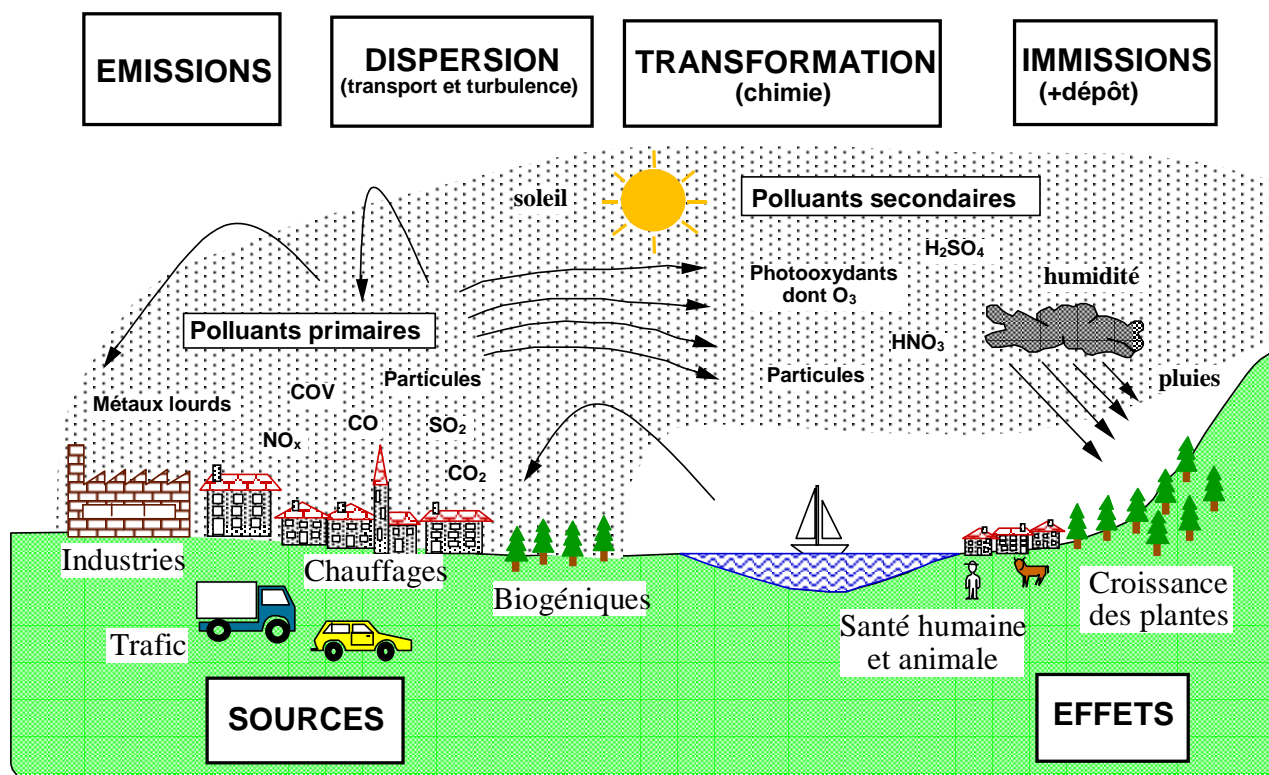 EMISSIONS
DISPERSION
(transport et turbulence)
TRANSFORMATION
(chimie)
IMMISSIONS
(+dépôt)
soleil
Polluants secondaires
H₂SO₄
Photooxydants
dont O₃
humidité
Polluants primaires
HNO₃
Particules
Particules
pluies
COV
Métaux lourds
CO
SO₂
NOₓ
CO₂
Industries
Chauffages
Biogéniques
Trafic
Santé humaine
et animale
Croissance
des plantes
SOURCES
EFFETS